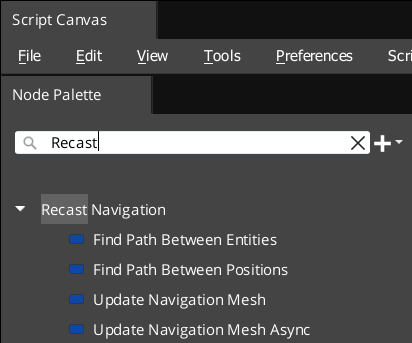 Script Canvas
File Edit View Tools Preferences Scri
Node Palette
Recast
Recast Navigation
Find Path Between Entities
Find Path Between Positions
Update Navigation Mesh
Update Navigation Mesh Async